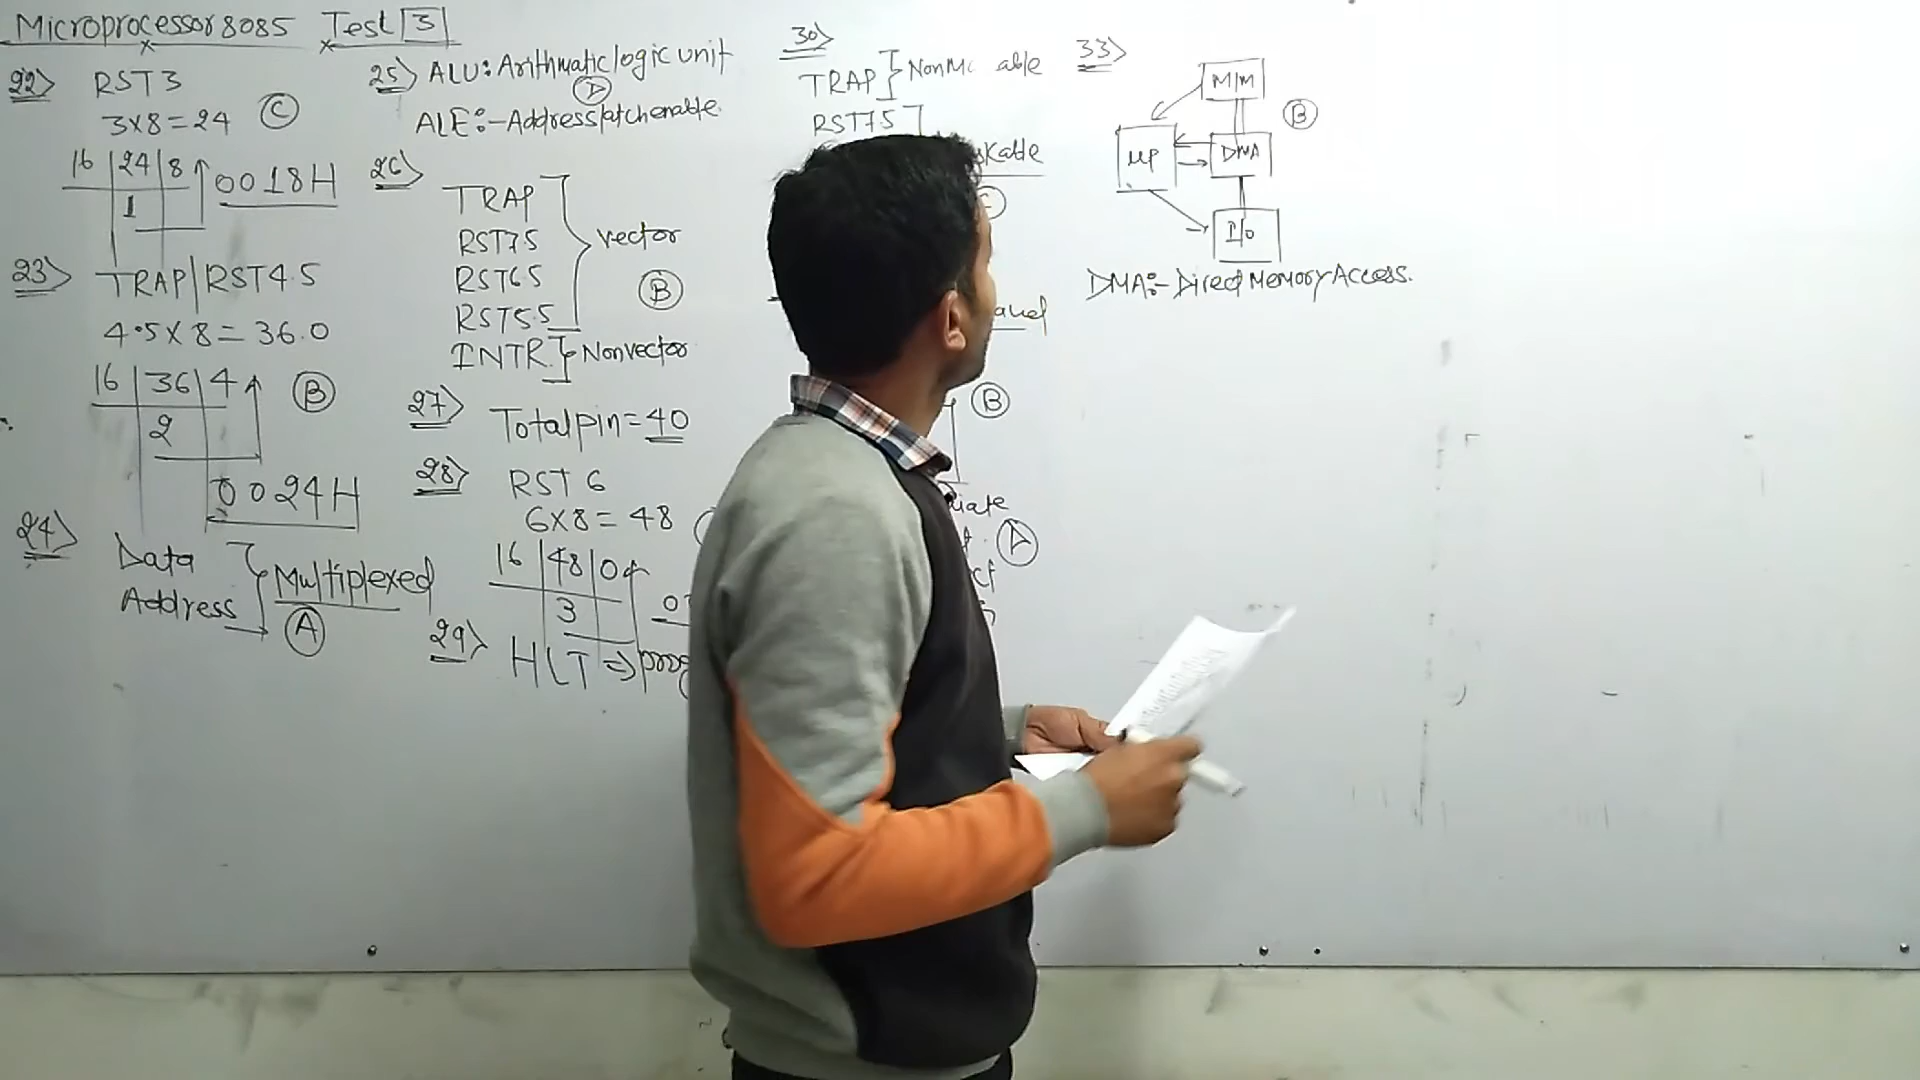 Microprocessor 8085 Test 3
22> RST 3
3x8=24 C
16 24 8
1
0018H
23> TRAP/RST4.5
4.5x8=36.0
16 36 4 B
2
0024H
24> Data
Address
Multiplexed
A
25> ALU: Arithmatic logic unit
D
ALE:- Address latch enable
26>
TRAP
RST7.5
RST6.5
RST5.5
vector
B
INTR. Nonvector
27> Total pin = 40
28> RST 6
6x8=48
16 48 0
3
29> HLT =>
30>
TRAP
RST7.5
B
A
33>
M/M
B
MP DMA
I/O
DMA:- Direct Memory Access.